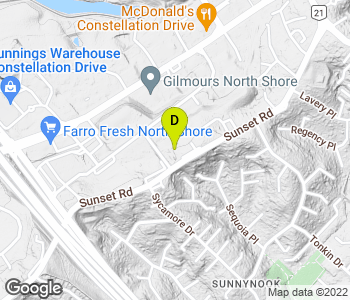 McDonald's
Constellation Drive
21
unnings Warehouse
onstellation Drive
Gilmours North Shore
Lavery Pl
Farro Fresh North Shore
D
Sunset Rd
Regency Pl
Sunset Rd
Sycamore Dr
Sequoia Pl
Tonkin Dr
SUNNYNOOK
Google
Map data ©2022